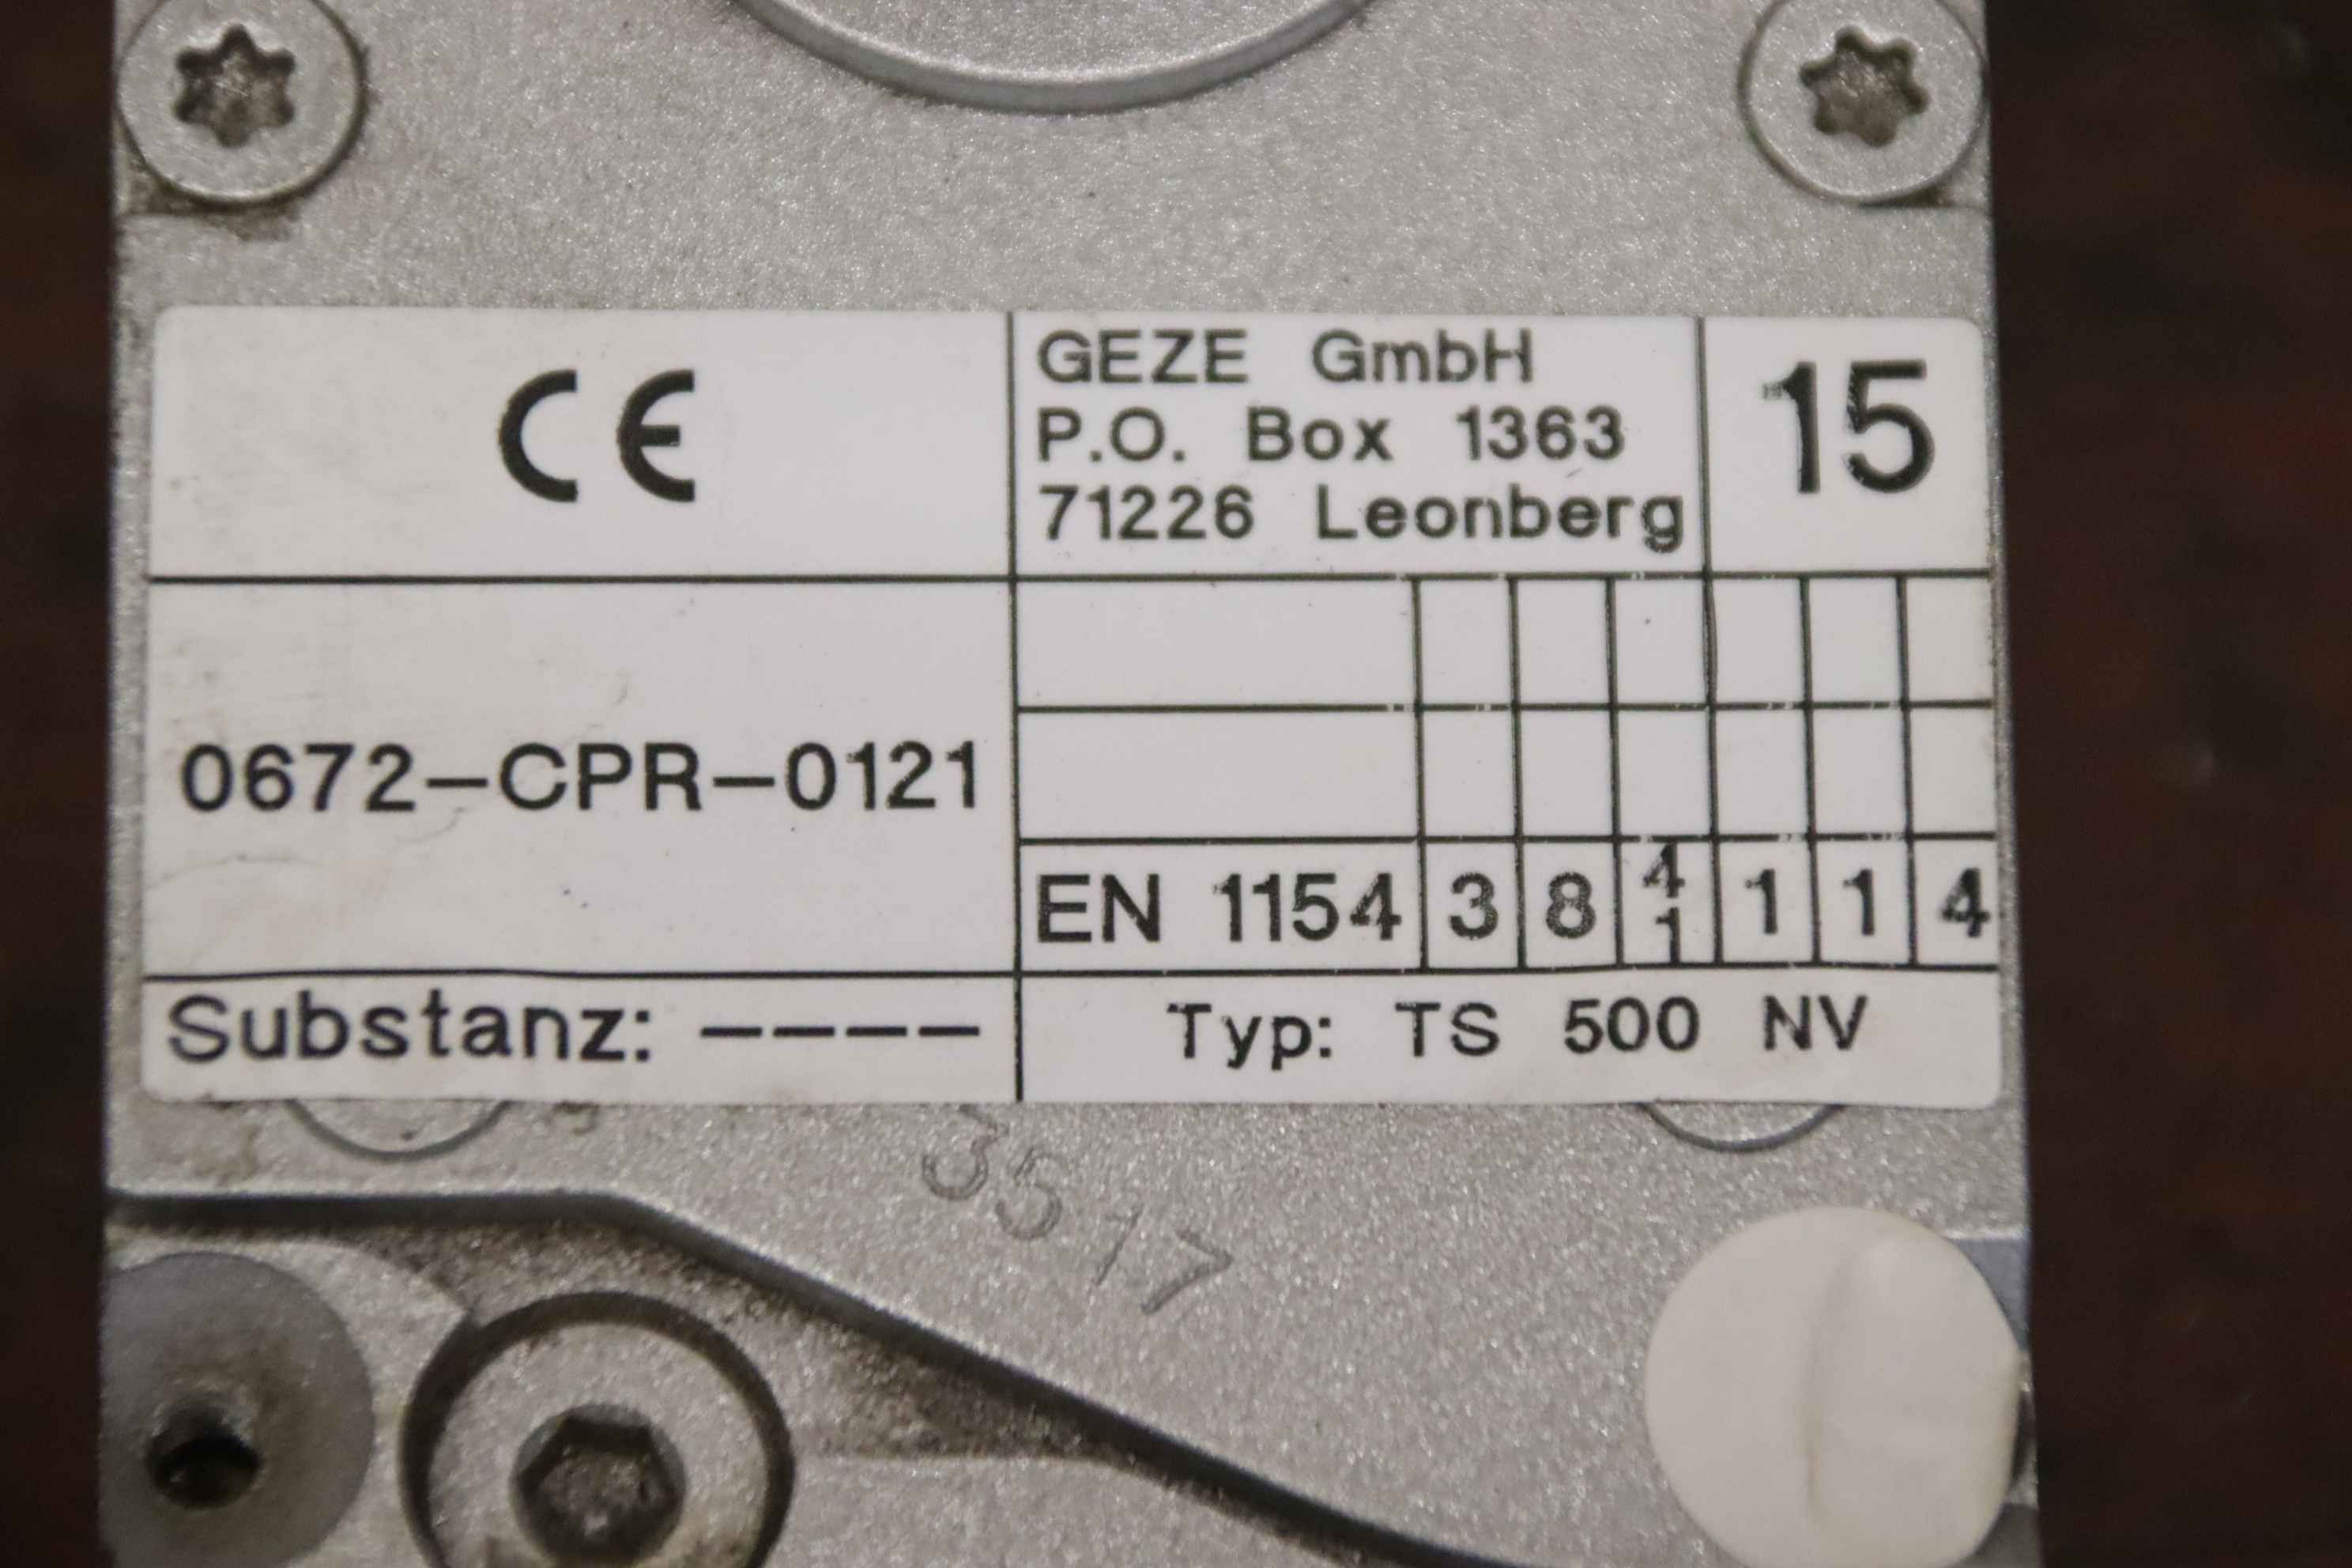 CE
GEZE GmbH
P.O. Box 1363
71226 Leonberg
15
0672-CPR-0121
EN 1154 3 8 4 1 1 1 4
Substanz: ----
Typ: TS 500 NV
3517